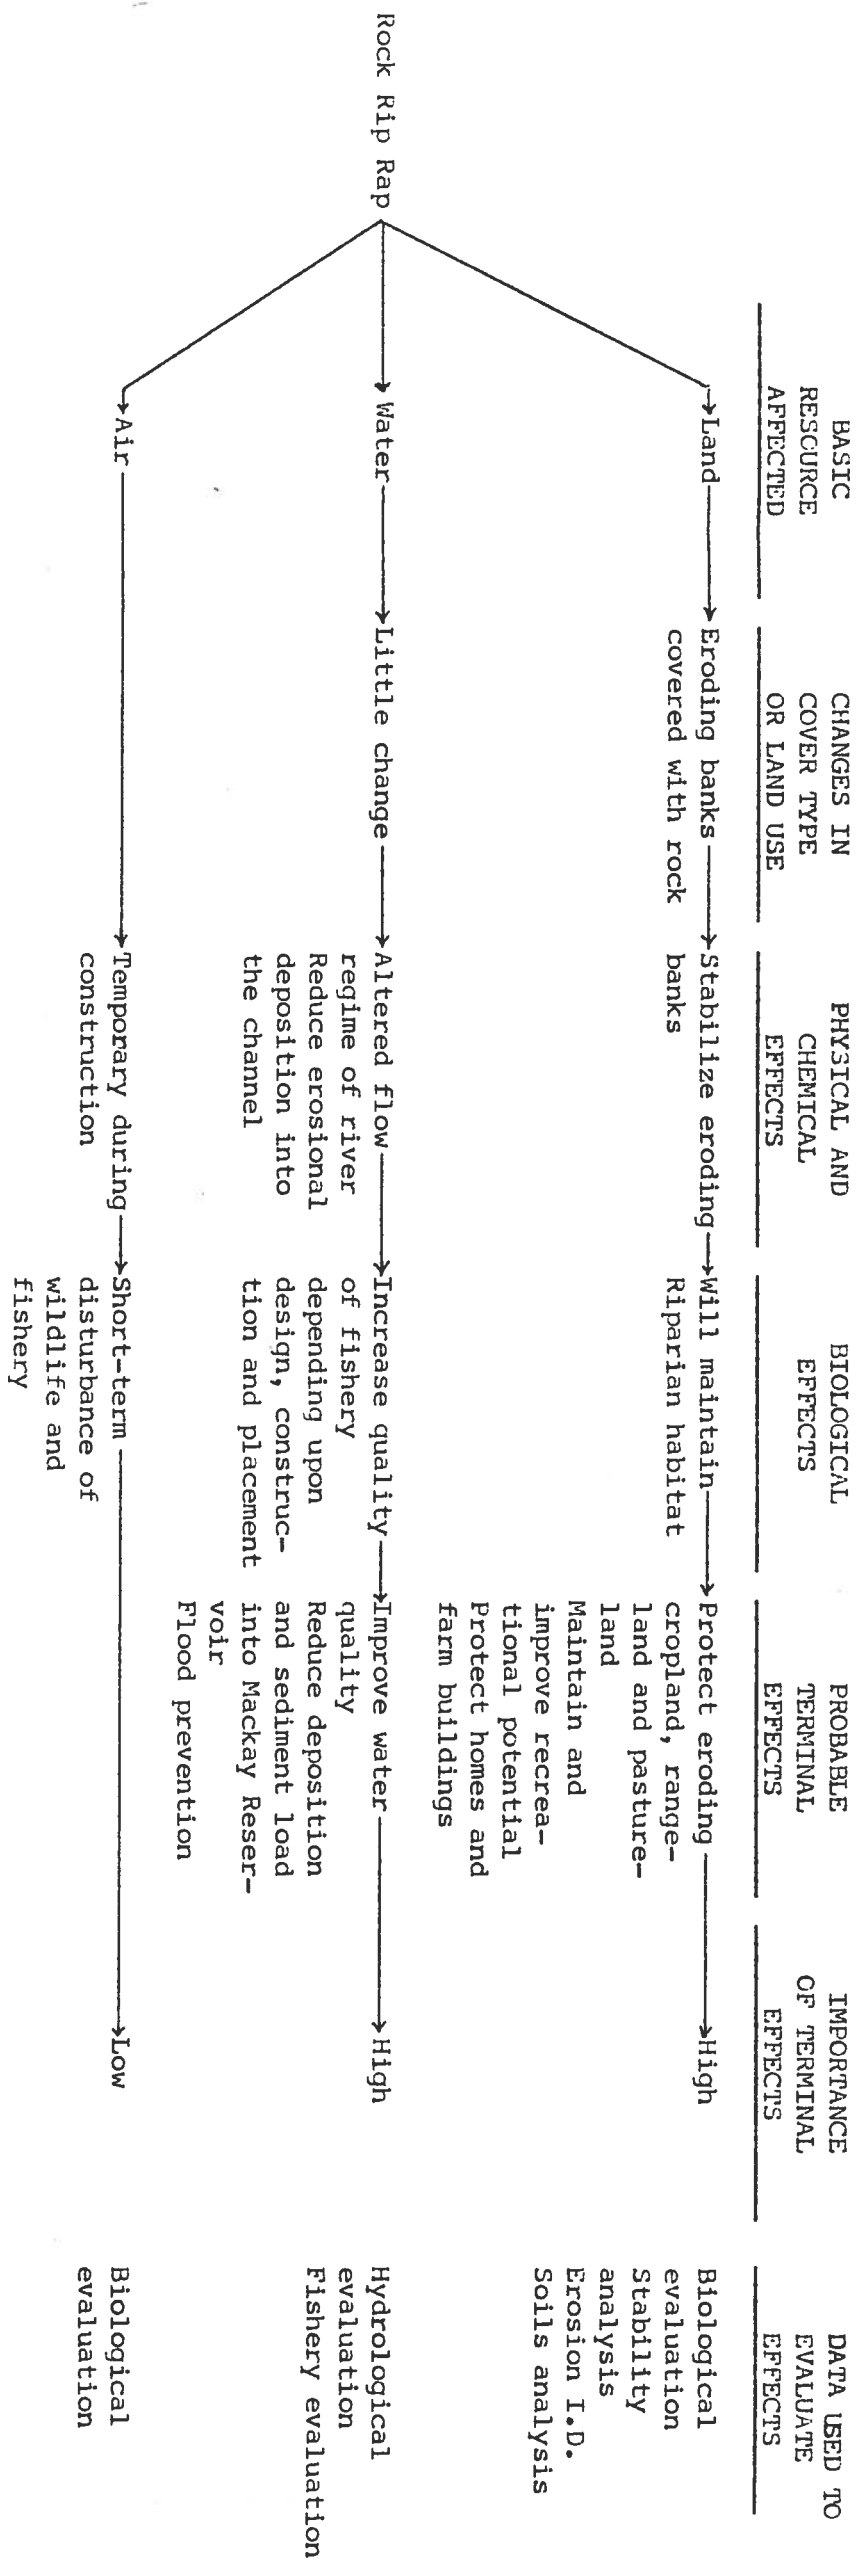 BASIC
RESCURCE
AFFECTED
CHANGES IN
COVER TYPE
OR LAND USE
PHYSICAL AND
CHEMICAL
EFFECTS
BIOLOGICAL
EFFECTS
PROBABLE
TERMINAL
EFFECTS
IMPORTANCE
OF TERMINAL
EFFECTS
DATA USED TO
EVALUATE
EFFECTS
Rock Rip Rap
Land
Eroding banks
covered with rock
Stabilize eroding
banks
Will maintain
Riparian habitat
Protect eroding
cropland, range-
land and pasture-
land
Maintain and
improve recrea-
tional potential
Protect homes and
farm buildings
High
Biological
evaluation
Stability
analysis
Erosion I.D.
Soils analysis
Water
Little change
Altered flow
regime of river
Reduce erosional
deposition into
the channel
Increase quality
of fishery
depending upon
design, construc-
tion and placement
Improve water
quality
Reduce deposition
and sediment load
into Mackay Reser-
voir
Flood prevention
High
Hydrological
evaluation
Fishery evaluation
Air
Temporary during
construction
Short-term
disturbance of
wildlife and
fishery
Low
Biological
evaluation